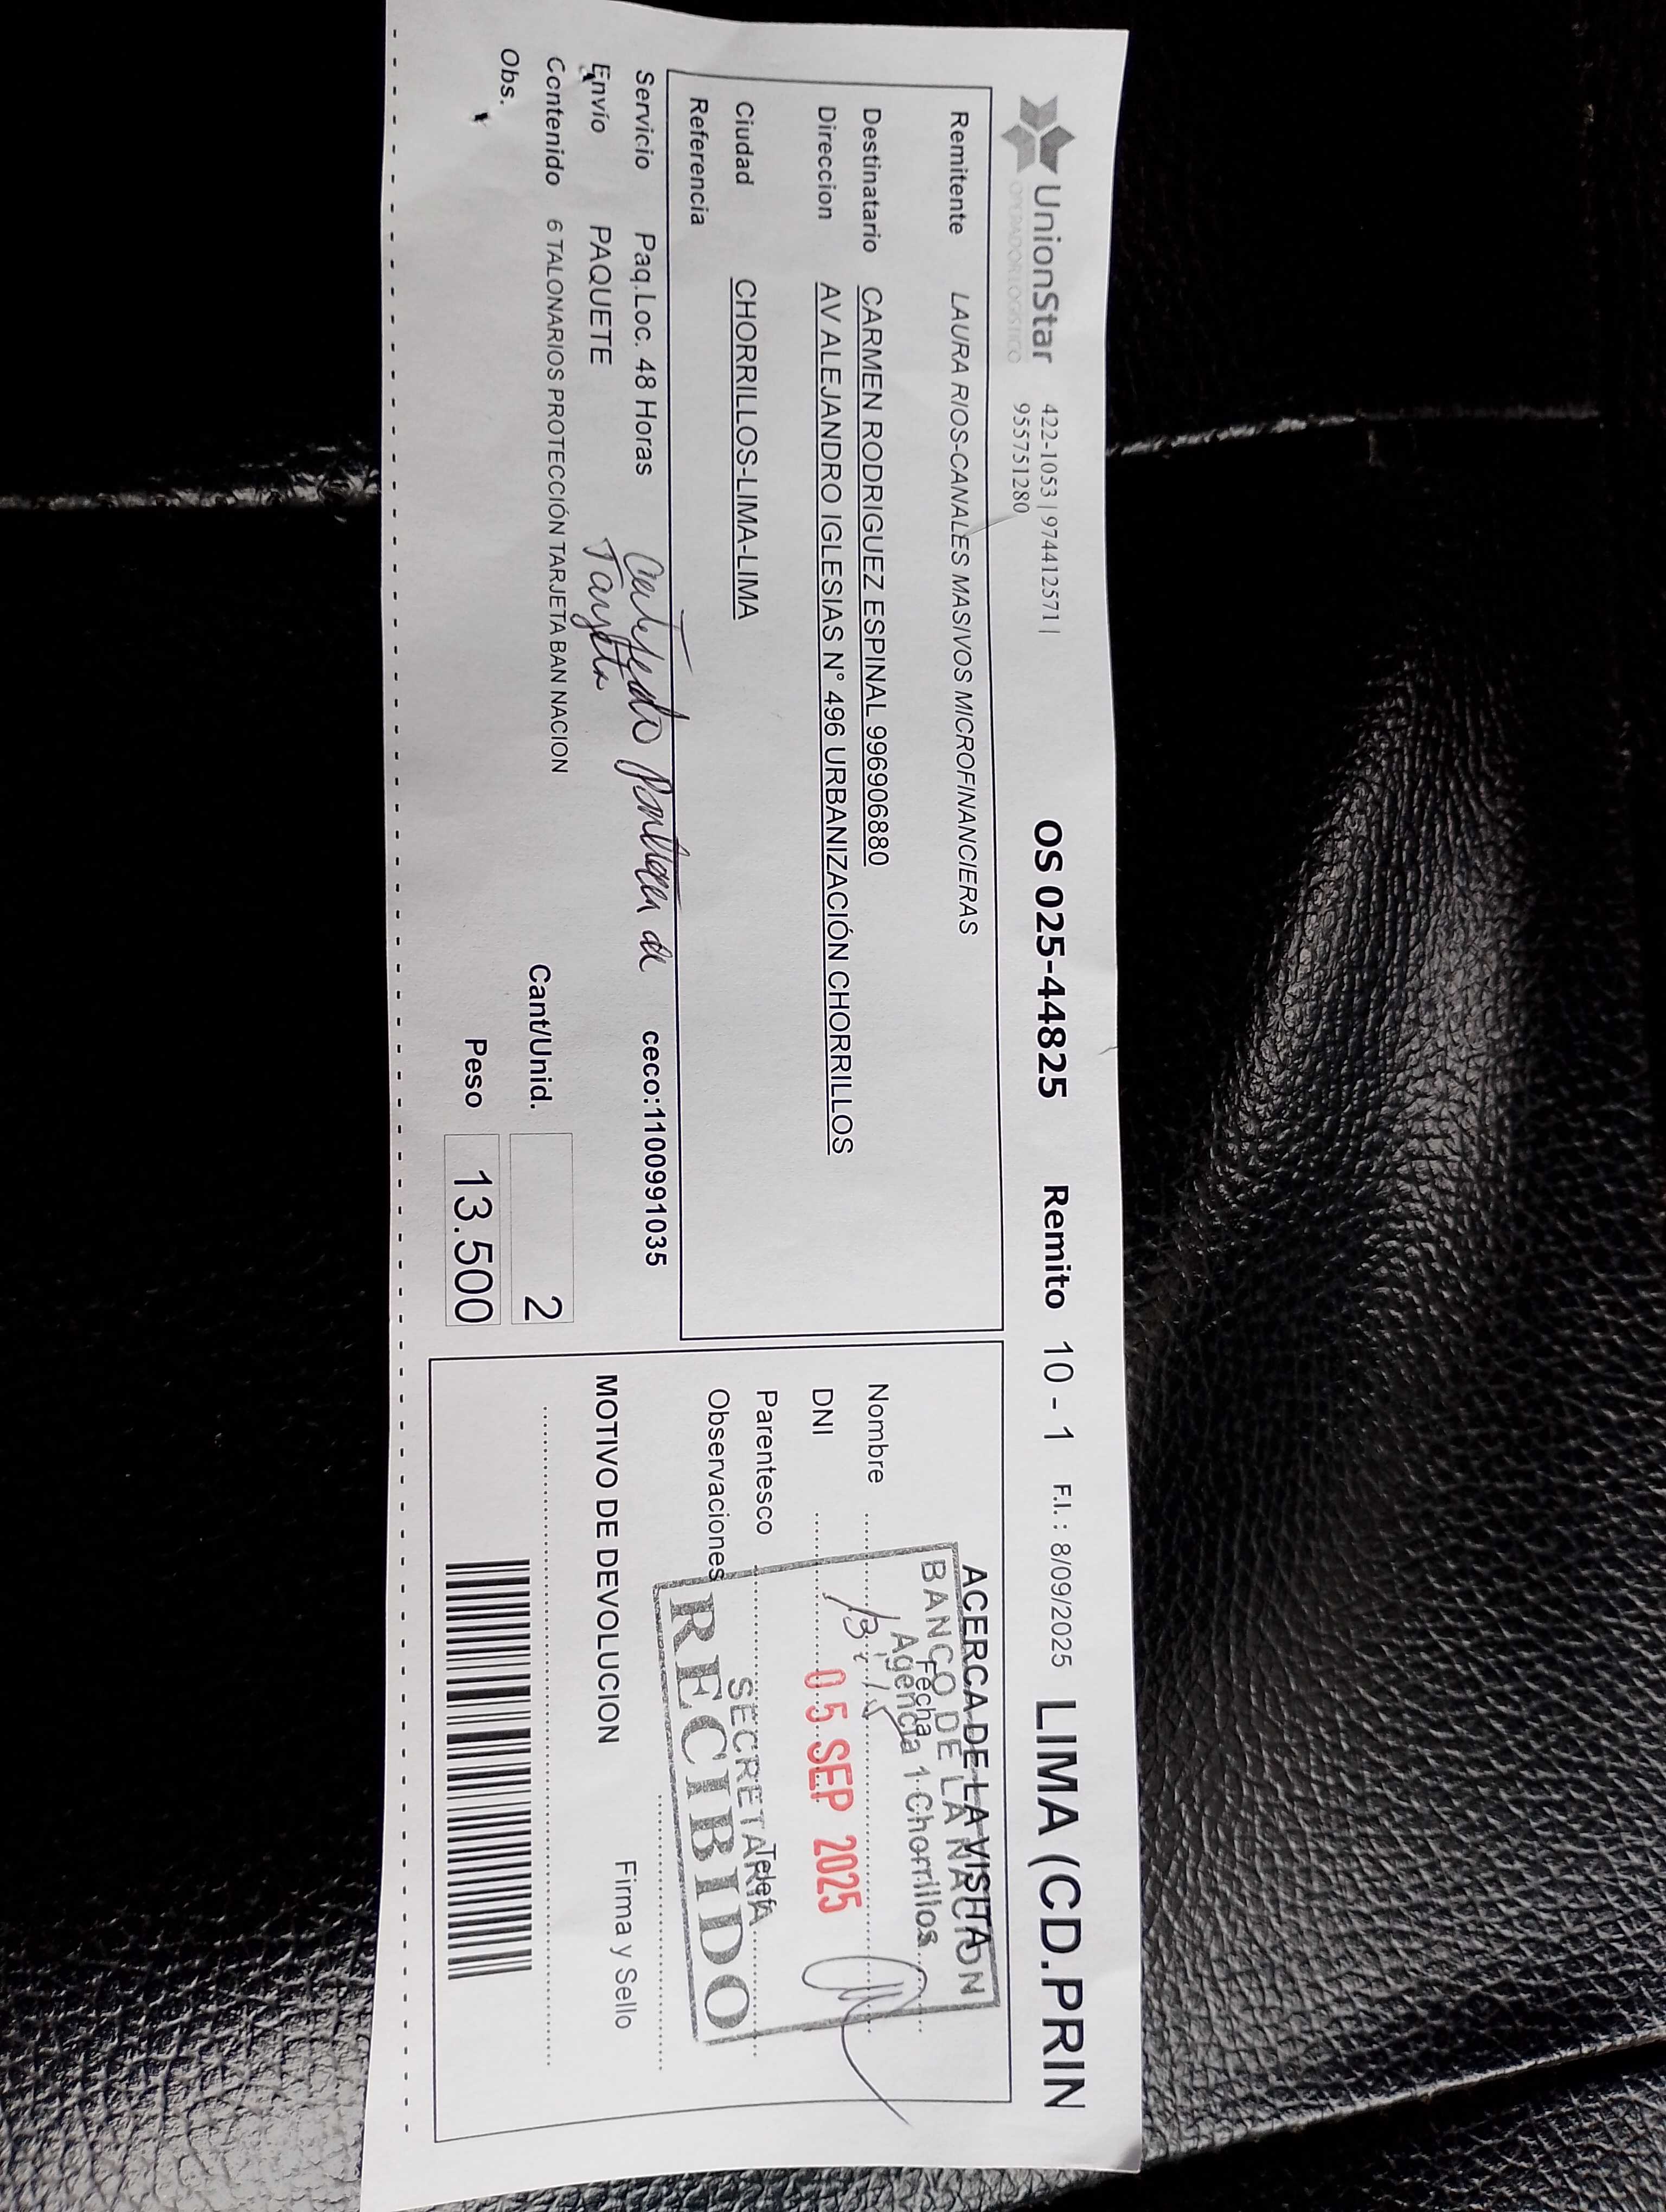 UnionStar
OPERADOR LOGISTICO
422-1053 | 974412571 |
955751280
OS 025-44825 Remito 10 - 1 F.I. : 8/09/2025 LIMA (CD.PRIN
Remitente LAURA RIOS-CANALES MASIVOS MICROFINANCIERAS
Destinatario CARMEN RODRIGUEZ ESPINAL 996906880
Direccion AV ALEJANDRO IGLESIAS N° 496 URBANIZACIÓN CHORRILLOS
Ciudad CHORRILLOS-LIMA-LIMA
Referencia
Servicio Paq.Loc. 48 Horas
ceco:1100991035
Envío PAQUETE
de
Tarjeta
Contenido 6 TALONARIOS PROTECCIÓN TARJETA BAN NACION
Obs.
Cant/Unid. 2
Peso 13.500
ACERCA DE LA VISITA
BANCO DE LA NACION
Fecha
Agencia 1 Chorrillos
Nombre
DNI
05 SEP 2025
Parentesco
SECRETARIA
Observaciones
RECIBIDO
MOTIVO DE DEVOLUCION
Firma y Sello